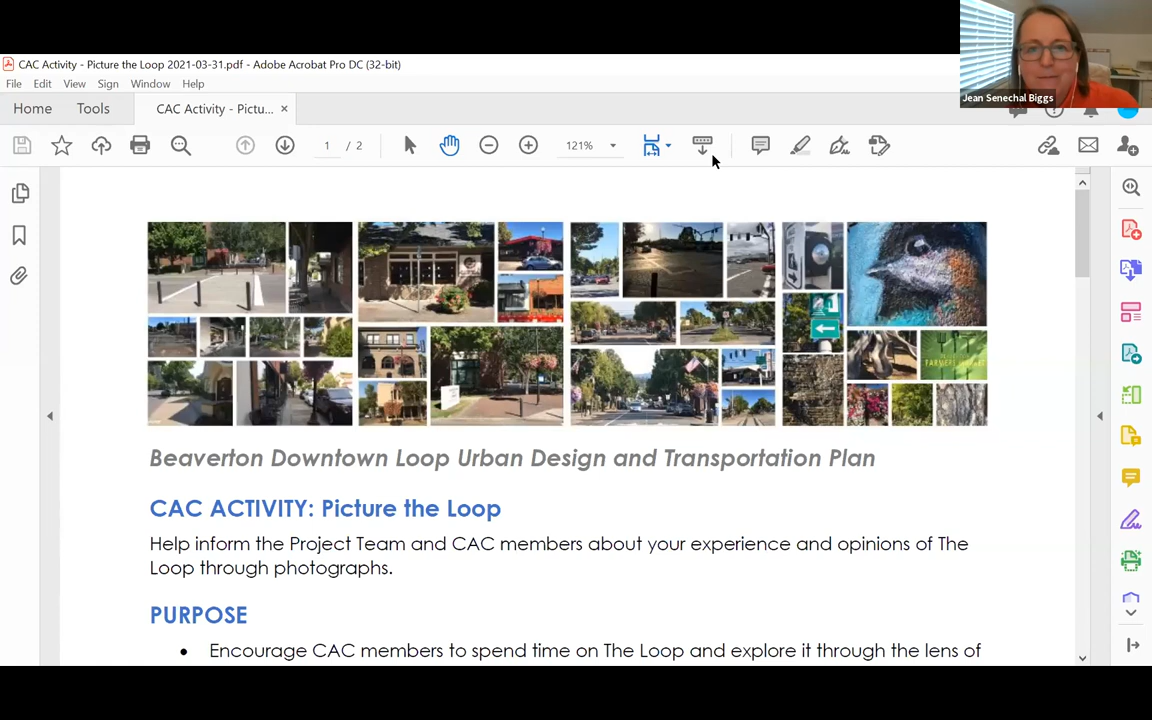 Jean Senechal Biggs
CAC Activity - Picture the Loop 2021-03-31.pdf - Adobe Acrobat Pro DC (32-bit)
File Edit View Sign Window Help
Home Tools CAC Activity - Pictu... ×
1 / 2 121%
FARMERS MARKET
Beaverton Downtown Loop Urban Design and Transportation Plan
CAC ACTIVITY: Picture the Loop
Help inform the Project Team and CAC members about your experience and opinions of The
Loop through photographs.
PURPOSE
• Encourage CAC members to spend time on The Loop and explore it through the lens of